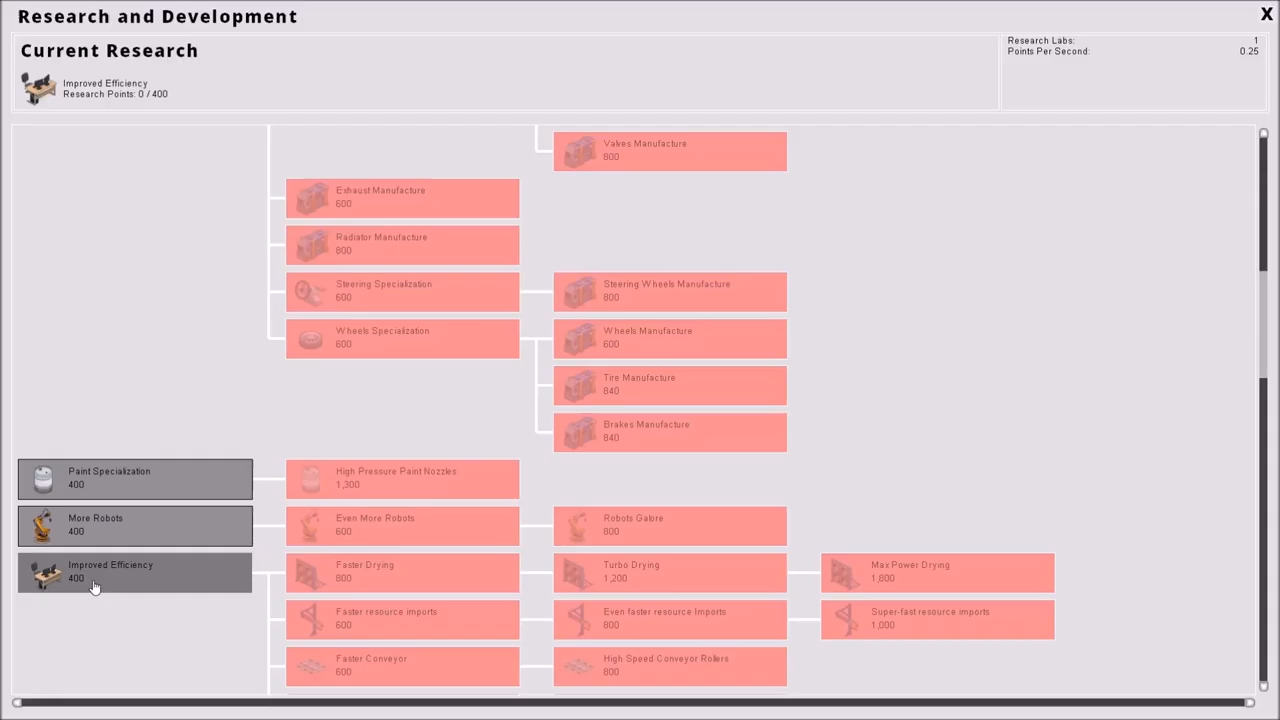 Research and Development
X
Current Research
Improved Efficiency
Research Points: 0 / 400
Research Labs: 1
Points Per Second: 0.25
Valves Manufacture
800
Exhaust Manufacture
600
Radiator Manufacture
800
Steering Specialization
600
Steering Wheels Manufacture
800
Wheels Specialization
600
Wheels Manufacture
600
Tire Manufacture
840
Brakes Manufacture
840
Paint Specialization
400
High Pressure Paint Nozzles
1,300
More Robots
400
Even More Robots
600
Robots Galore
800
Improved Efficiency
400
Faster Drying
800
Turbo Drying
1,200
Max Power Drying
1,800
Faster resource imports
600
Even faster resource Imports
800
Super-fast resource imports
1,000
Faster Conveyor
600
High Speed Conveyor Rollers
800